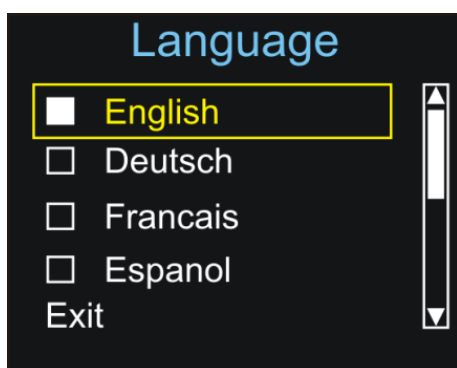 Language
English
Deutsch
Francais
Espanol
Exit